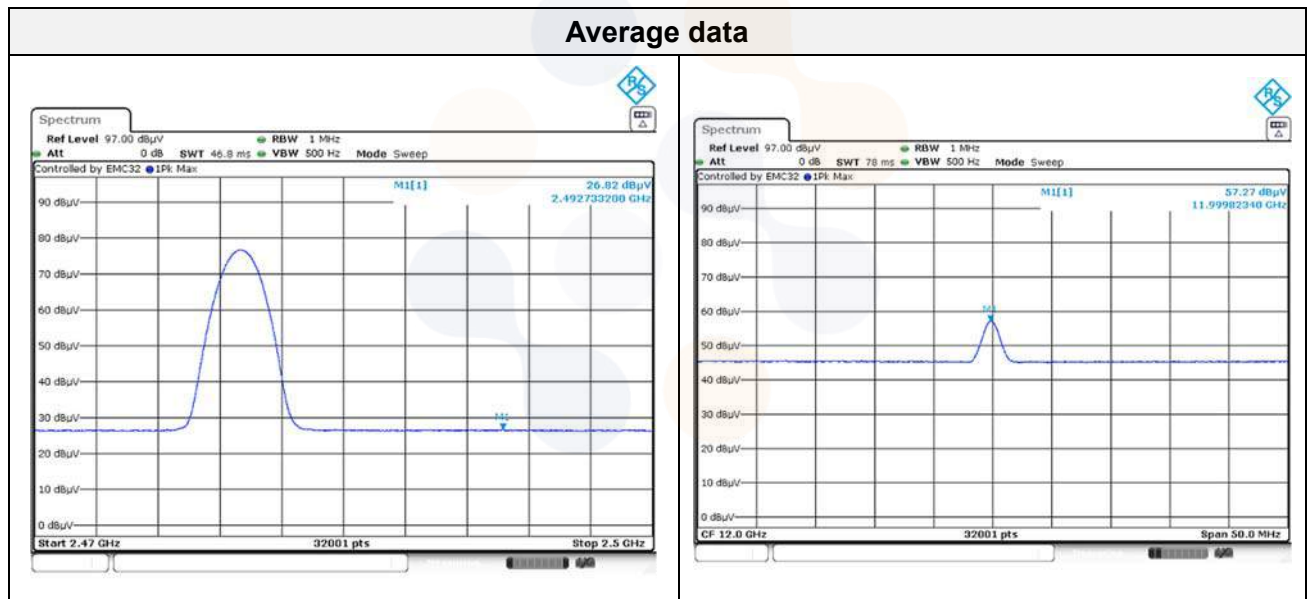 Average data
R
S
Spectrum
Ref Level 97.00 dBµV RBW 1 MHz
Att 0 dB SWT 46.8 ms VBW 500 Hz Mode Sweep
Controlled by EMC32 1Pk Max
M1[1] 26.82 dBµV
2.492733200 GHz
90 dBµV
80 dBµV
70 dBµV
60 dBµV
50 dBµV
40 dBµV
30 dBµV
M1
20 dBµV
10 dBµV
0 dBµV
Start 2.47 GHz 32001 pts Stop 2.5 GHz
R
S
Spectrum
Ref Level 97.00 dBµV RBW 1 MHz
Att 0 dB SWT 78 ms VBW 500 Hz Mode Sweep
Controlled by EMC32 1Pk Max
M1[1] 57.27 dBµV
11.99982340 GHz
90 dBµV
80 dBµV
70 dBµV
60 dBµV
M1
50 dBµV
40 dBµV
30 dBµV
20 dBµV
10 dBµV
0 dBµV
CF 12.0 GHz 32001 pts Span 50.0 MHz